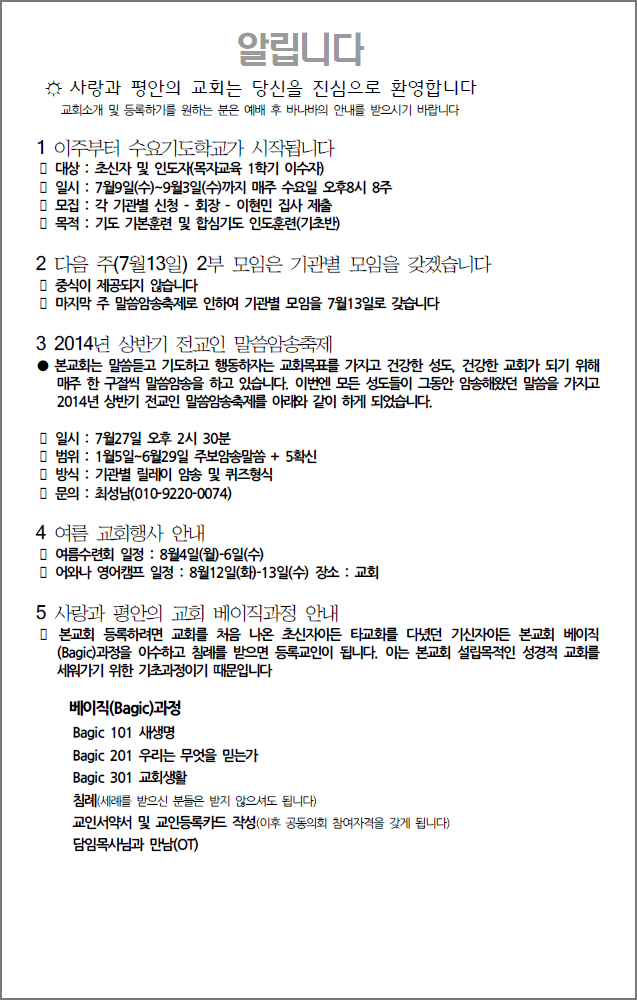 알립니다
☼ 사랑과 평안의 교회는 당신을 진심으로 환영합니다
교회소개 및 등록하기를 원하는 분은 예배 후 바나바의 안내를 받으시기 바랍니다
1 이주부터 수요기도학교가 시작됩니다
▯ 대상 : 초신자 및 인도자(목자교육 1학기 이수자)
▯ 일시 : 7월9일(수)~9월3일(수)까지 매주 수요일 오후8시 8주
▯ 모집 : 각 기관별 신청 - 회장 - 이현민 집사 제출
▯ 목적 : 기도 기본훈련 및 합심기도 인도훈련(기초반)
2 다음 주(7월13일) 2부 모임은 기관별 모임을 갖겠습니다
▯ 중식이 제공되지 않습니다
▯ 마지막 주 말씀암송축제로 인하여 기관별 모임을 7월13일로 갖습니다
3 2014년 상반기 전교인 말씀암송축제
● 본교회는 말씀듣고 기도하고 행동하자는 교회목표를 가지고 건강한 성도, 건강한 교회가 되기 위해
매주 한 구절씩 말씀암송을 하고 있습니다. 이번엔 모든 성도들이 그동안 암송해왔던 말씀을 가지고
2014년 상반기 전교인 말씀암송축제를 아래와 같이 하게 되었습니다.
▯ 일시 : 7월27일 오후 2시 30분
▯ 범위 : 1월5일~6월29일 주보암송말씀 + 5확신
▯ 방식 : 기관별 릴레이 암송 및 퀴즈형식
▯ 문의 : 최성남(010-9220-0074)
4 여름 교회행사 안내
▯ 여름수련회 일정 : 8월4일(월)-6일(수)
▯ 어와나 영어캠프 일정 : 8월12일(화)-13일(수) 장소 : 교회
5 사랑과 평안의 교회 베이직과정 안내
▯ 본교회 등록하려면 교회를 처음 나온 초신자이든 타교회를 다녔던 기신자이든 본교회 베이직
(Bagic)과정을 이수하고 침례를 받으면 등록교인이 됩니다. 이는 본교회 설립목적인 성경적 교회를
세워가기 위한 기초과정이기 때문입니다
베이직(Bagic)과정
Bagic 101 새생명
Bagic 201 우리는 무엇을 믿는가
Bagic 301 교회생활
침례(세례를 받으신 분들은 받지 않으셔도 됩니다)
교인서약서 및 교인등록카드 작성(이후 공동의회 참여자격을 갖게 됩니다)
담임목사님과 만남(OT)